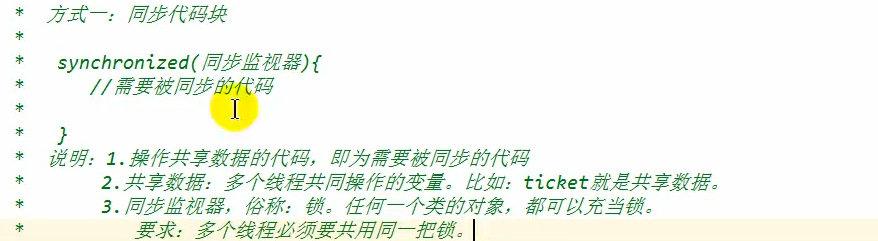 * 方式一：同步代码块
*
* synchronized(同步监视器){
* //需要被同步的代码
*
* }
* 说明：1.操作共享数据的代码，即为需要被同步的代码
* 2.共享数据：多个线程共同操作的变量。比如：ticket就是共享数据。
* 3.同步监视器，俗称：锁。任何一个类的对象，都可以充当锁。
* 要求：多个线程必须要共用同一把锁。